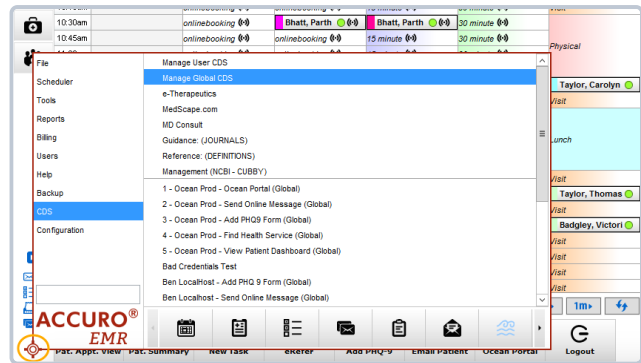 10:30am onlinebooking Bhatt, Parth Bhatt, Parth 30 minute
10:45am onlinebooking onlinebooking 15 minute 30 minute
Physical
File
Scheduler
Tools
Reports
Billing
Users
Help
Backup
CDS
Configuration
Manage User CDS
Manage Global CDS
e-Therapeutics
MedScape.com
MD Consult
Guidance: (JOURNALS)
Reference: (DEFINITIONS)
Management (NCBI - CUBBY)
1 - Ocean Prod - Ocean Portal (Global)
2 - Ocean Prod - Send Online Message (Global)
3 - Ocean Prod - Add PHQ9 Form (Global)
4 - Ocean Prod - Find Health Service (Global)
5 - Ocean Prod - View Patient Dashboard (Global)
Bad Credentials Test
Ben LocalHost - Add PHQ 9 Form (Global)
Ben Localhost - Send Online Message (Global)
Taylor, Carolyn
Visit
Lunch
Visit
Taylor, Thomas
Visit
Badgley, Victori
Visit
Visit
Visit
Visit
1m
ACCURO®
EMR
Pat. Appt. View Pat. Summary New Task eRefer Add PHQ-9 Email Patient Ocean Portal Logout